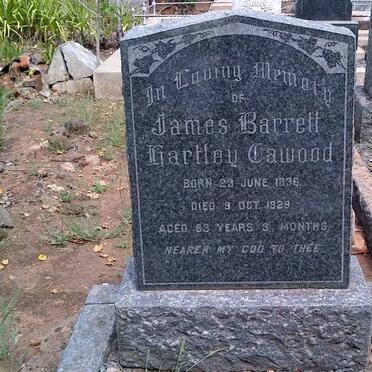 In Loving Memory
OF
James Barrett
Hartley Cawood
BORN 23 JUNE 1836
DIED 9 OCT. 1929
AGED 93 YEARS 3 MONTHS
NEARER MY GOD TO THEE